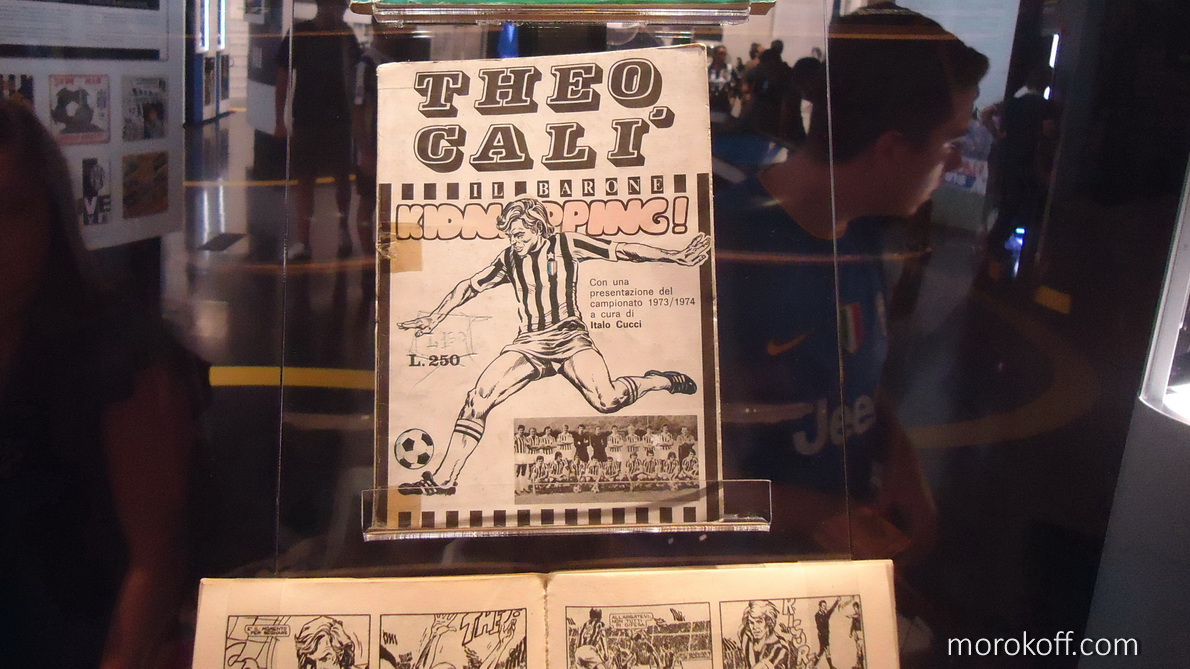 THEO
CALI'
IL BARONE
KIDNAPPING!
Con una
presentazione del
campionato 1973/1974
a cura di
Italo Cucci
L. 250
Jeep
THEO
morokoff.com